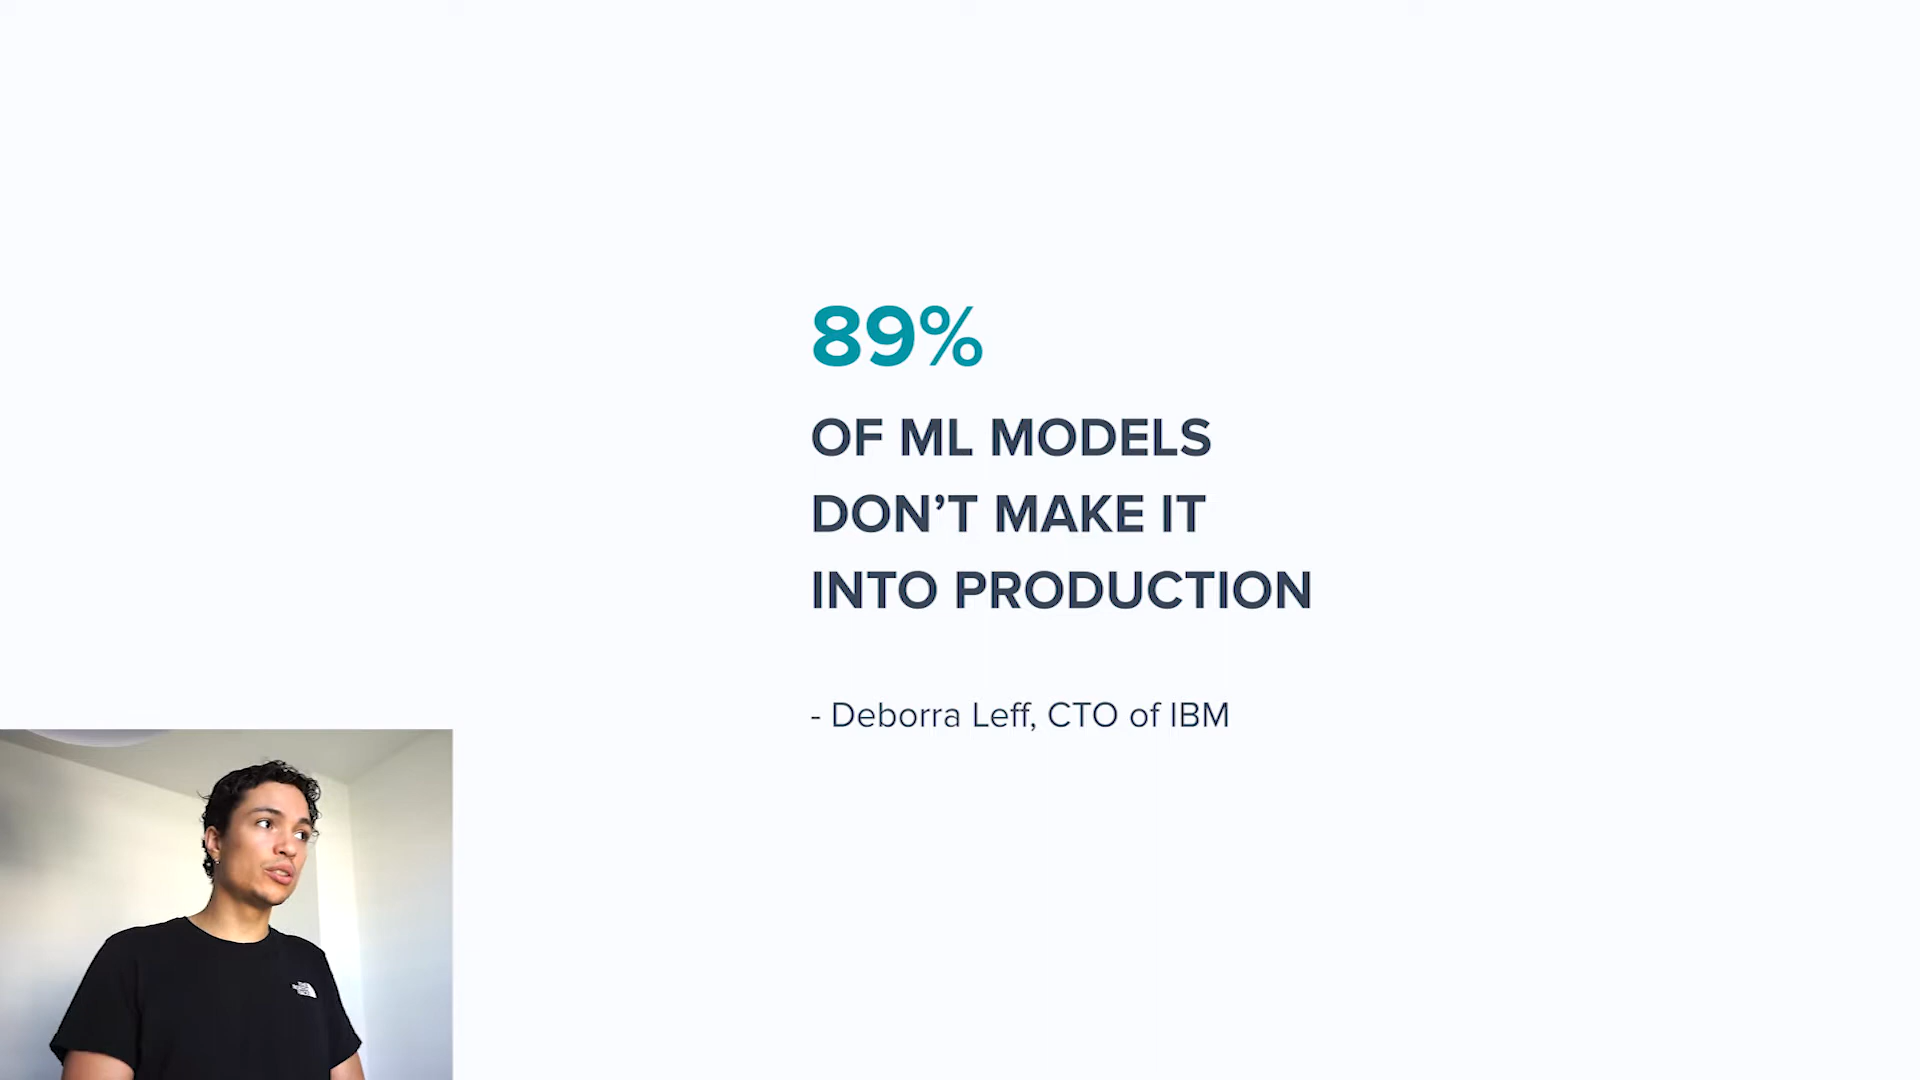 89%
OF ML MODELS
DON’T MAKE IT
INTO PRODUCTION
- Deborra Leff, CTO of IBM